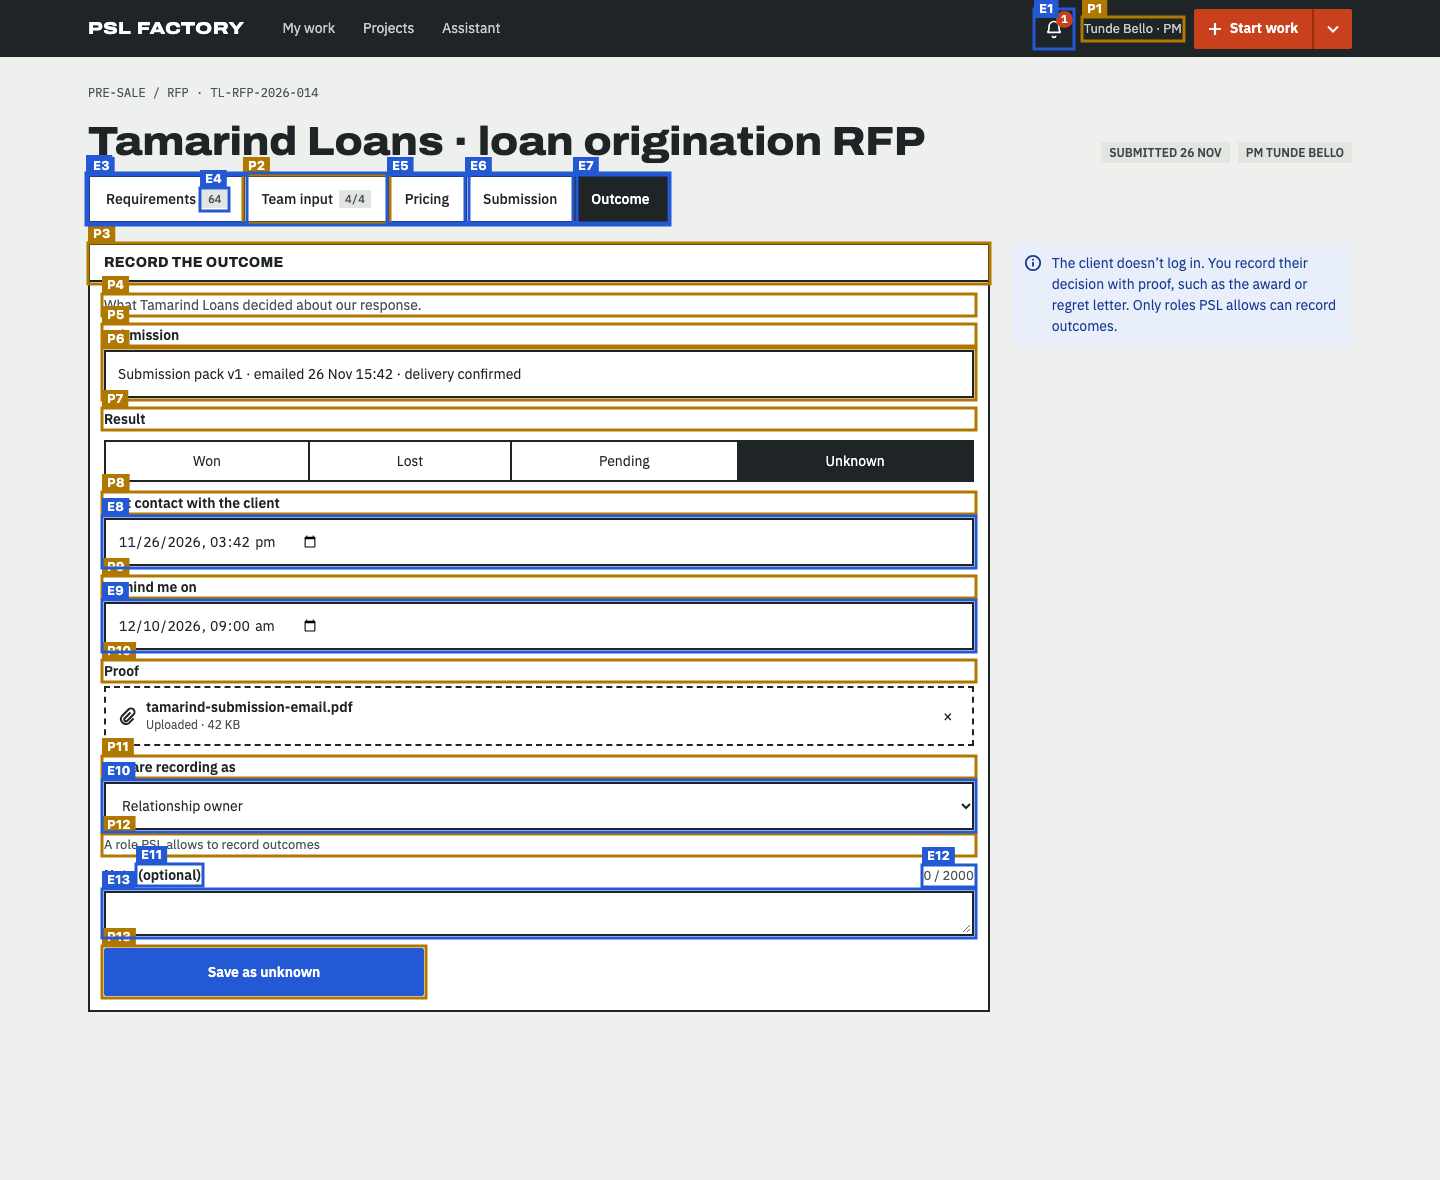 PSL FACTORY
My work
Projects
Assistant
E1
1
P1
Tunde Bello · PM
Start work
PRE-SALE / RFP · TL-RFP-2026-014
Tamarind Loans · loan origination RFP
SUBMITTED 26 NOV
PM TUNDE BELLO
E3
E4
P2
E5
E6
E7
Requirements 64
Team input 4/4
Pricing
Submission
Outcome
P3
RECORD THE OUTCOME
P4
What Tamarind Loans decided about our response.
P5
P6
Submission pack v1 · emailed 26 Nov 15:42 · delivery confirmed
P7
Result
Won
Lost
Pending
Unknown
P8
contact with the client
E8
11/26/2026, 03:42 pm
P9
me on
E9
12/10/2026, 09:00 am
P10
Proof
tamarind-submission-email.pdf
Uploaded · 42 KB
×
P11
are recording as
E10
Relationship owner
P12
A role PSL allows to record outcomes
E11
(optional)
E12
0 / 2000
E13
P13
Save as unknown
The client doesn’t log in. You record their
decision with proof, such as the award or
regret letter. Only roles PSL allows can record
outcomes.